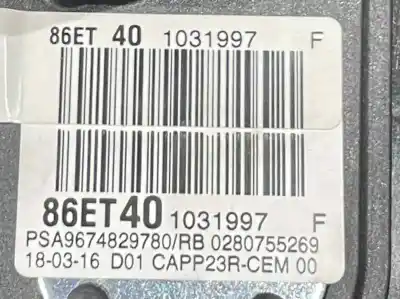 86ET 40 1031997 F
86ET40 1031997 F
PSA9674829780/RB 0280755269
18-03-16 D01 CAPP23R-CEM 00